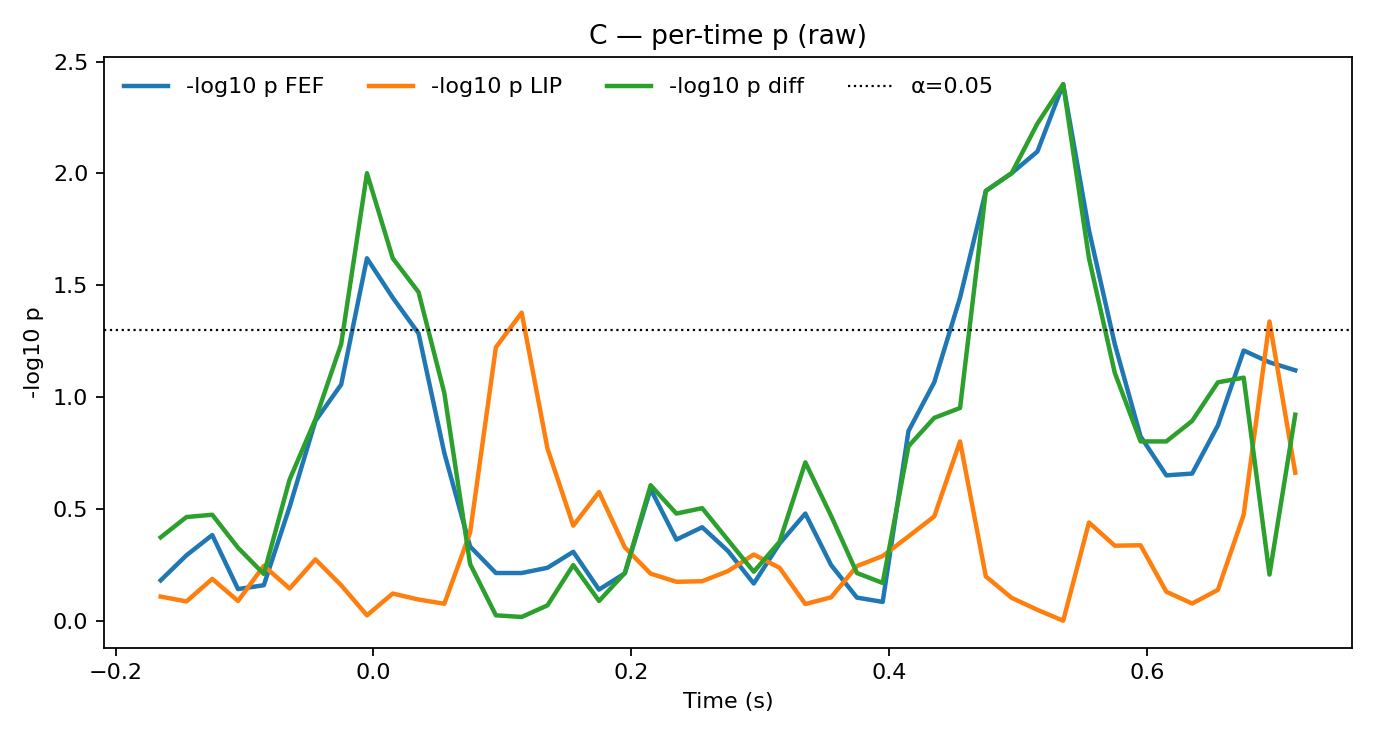 C — per-time p (raw)
-log10 p FEF
-log10 p LIP
-log10 p diff
α=0.05
2.5
2.0
1.5
1.0
0.5
0.0
-log10 p
−0.2
0.0
0.2
0.4
0.6
Time (s)